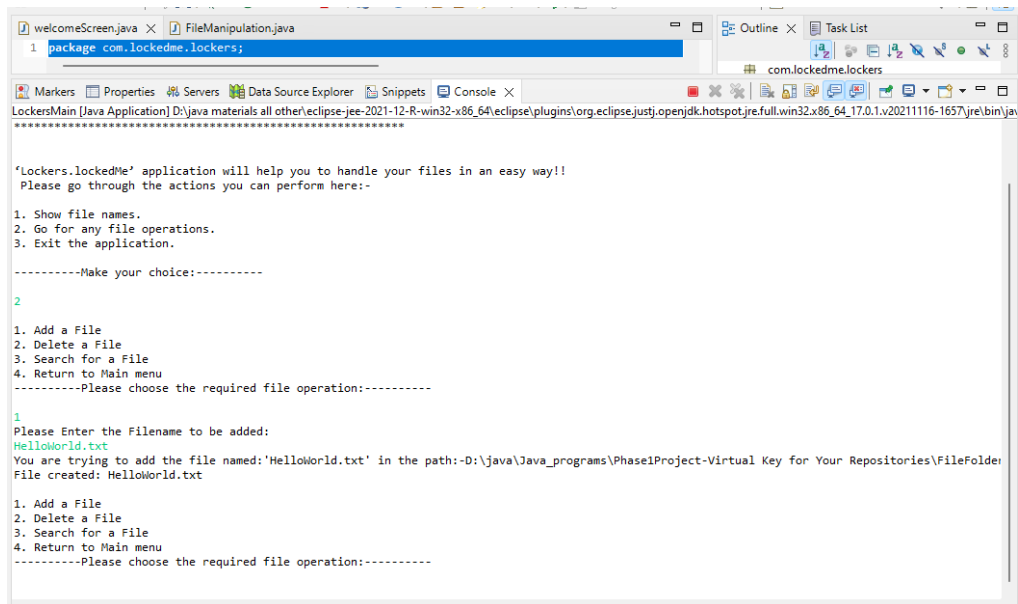 welcomeScreen.java FileManipulation.java
Outline Task List
1 package com.lockedme.lockers;
com.lockedme.lockers
Markers Properties Servers Data Source Explorer Snippets Console
LockersMain [Java Application] D:\java materials all other\eclipse-jee-2021-12-R-win32-x86_64\eclipse\plugins\org.eclipse.justj.openjdk.hotspot.jre.full.win32.x86_64_17.0.1.v20211116-1657\jre\bin\jav
**********************************************************
‘Lockers.lockedMe’ application will help you to handle your files in an easy way!!
Please go through the actions you can perform here:-
1. Show file names.
2. Go for any file operations.
3. Exit the application.
----------Make your choice:----------
2
1. Add a File
2. Delete a File
3. Search for a File
4. Return to Main menu
----------Please choose the required file operation:----------
1
Please Enter the Filename to be added:
HelloWorld.txt
You are trying to add the file named:'HelloWorld.txt' in the path:-D:\java\Java_programs\Phase1Project-Virtual Key for Your Repositories\FileFolder
File created: HelloWorld.txt
1. Add a File
2. Delete a File
3. Search for a File
4. Return to Main menu
----------Please choose the required file operation:----------